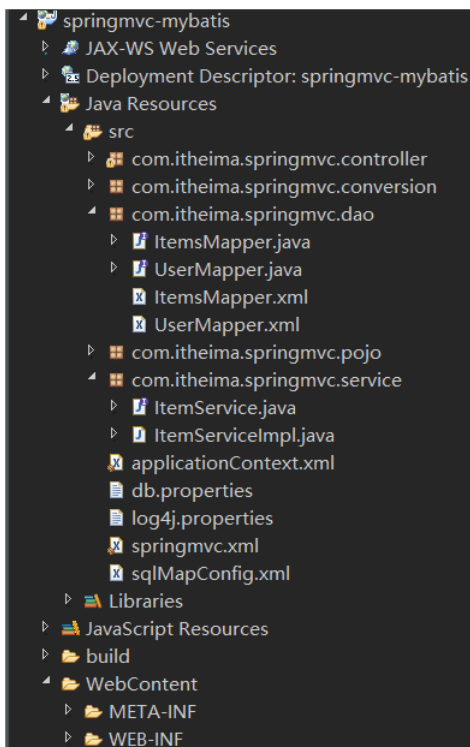 springmvc-mybatis
JAX-WS Web Services
Deployment Descriptor: springmvc-mybatis
Java Resources
src
com.itheima.springmvc.controller
com.itheima.springmvc.conversion
com.itheima.springmvc.dao
ItemsMapper.java
UserMapper.java
ItemsMapper.xml
UserMapper.xml
com.itheima.springmvc.pojo
com.itheima.springmvc.service
ItemService.java
ItemServiceImpl.java
applicationContext.xml
db.properties
log4j.properties
springmvc.xml
sqlMapConfig.xml
Libraries
JavaScript Resources
build
WebContent
META-INF
WEB-INF